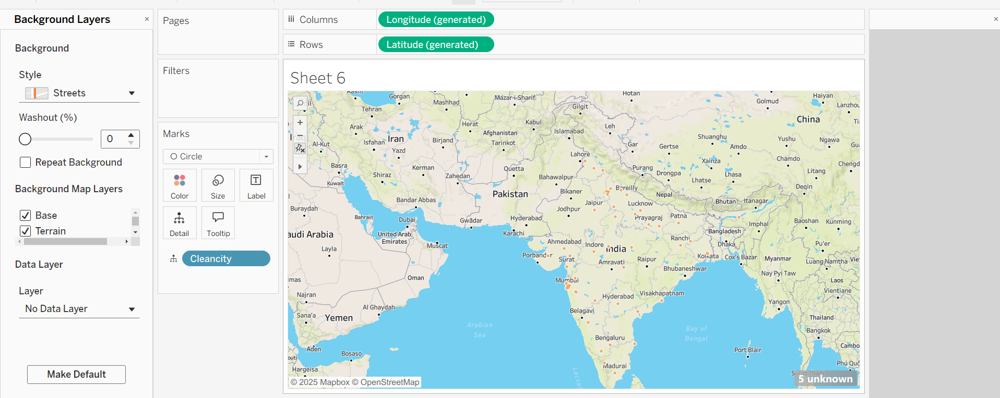 Background Layers
Background
Style
Streets
Washout (%)
0
Repeat Background
Background Map Layers
Base
Terrain
Data Layer
Layer
No Data Layer
Make Default
Pages
Filters
Marks
Circle
Color
Size
Label
Detail
Tooltip
Cleancity
Columns
Longitude (generated)
Rows
Latitude (generated)
Sheet 6
Rasht
Gorgan
Mashhad
Mazar-i-Sharif
Hotan
Golmud
Haiyan
Lanzhou
Tehran
Gilgit
China
Arak
Herat
Kabul
Leh
Afghanistan
Islamabad
Shuanghu
Yushu
Ngawa
Al-Kut
Isfahan
Iran
Birjand
Tarinkot
Gar
Gertse
Amdo
Yazd
Lahore
Xainza
Chamdo
Basra
Kerman
Quetta
Purang
Drongpa
Litang
Chengd
Shiraz
Zahedan
Bahawalpur
Lhatse
Lhasa
Kuwait
Deqin
Pakistan
Bikaner
Bareilly
Nepal
Bandar Abbas
Jaipur
Lucknow
Bhutan
Itanagar
Buraydah
Jodhpur
Bahrain
Dubai
Gwādar
Hyderabad
Prayagraj
Patna
Imphal
Baoshan
Kunming
audi Arabia
United Arab
Emirates
Karachi
Bangladesh
Muscat
Ahmedabad
Indore
Ranchi
Dhaka
Pu'er
Layla
India
Porbandar
Surat
Amravati
Raipur
Kolkata
Cox's Bazar
Myanmar
Luang Namtha
Vie
Bhubaneshwar
Nay Pyi Taw
mas
Oman
Mumbai
Laos
Najran
Hyderabad
Visakhapatnam
Vientiane
Al Ghaydah
Belagavi
Yangon
Sana'a
Yemen
Thailand
Arabian
Sea
Bay of
Bengal
Bangkok
Bengaluru
Aden
Port Blair
Cambo
outi
Bosaso
Phú Quố
Madurai
Hargeisa
Laccad
Surat Thani
© 2025 Mapbox © OpenStreetMap
5 unknown